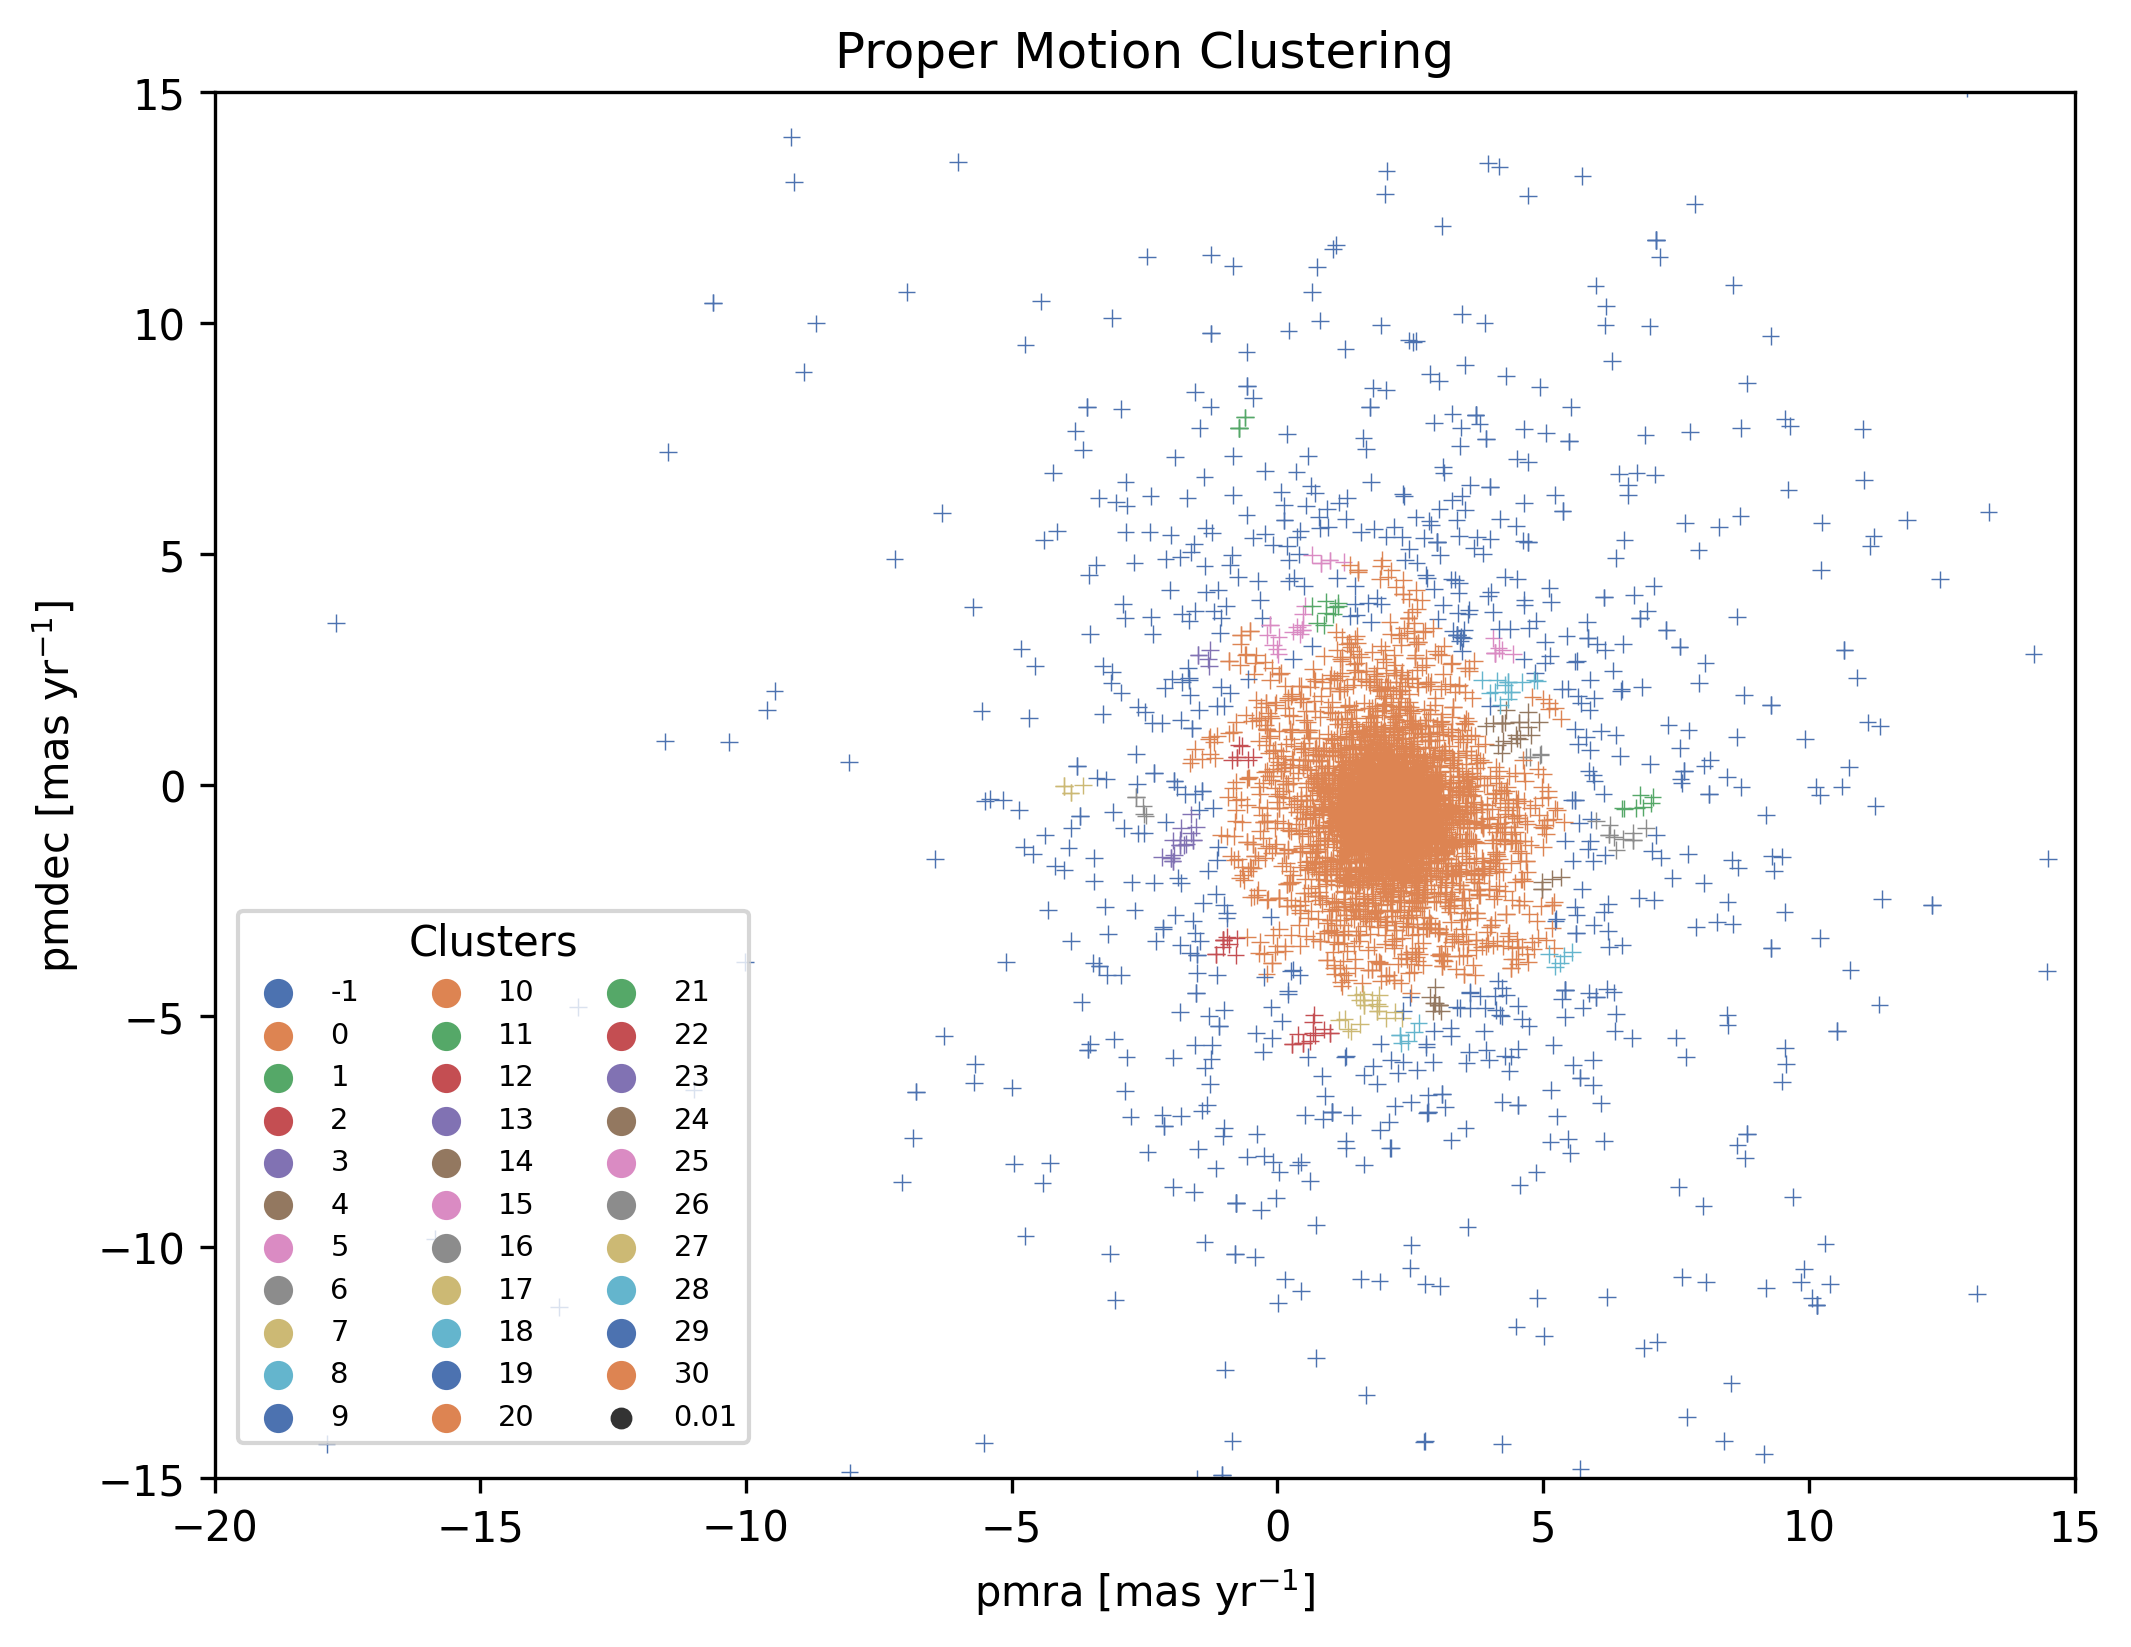 Proper Motion Clustering
15
10
5
0
−5
−10
−15
pmdec [mas yr⁻¹]
Clusters
-1 10 21
0 11 22
1 12 23
2 13 24
3 14 25
4 15 26
5 16 27
6 17 28
7 18 29
8 19 30
9 20 0.01
−20 −15 −10 −5 0 5 10 15
pmra [mas yr⁻¹]